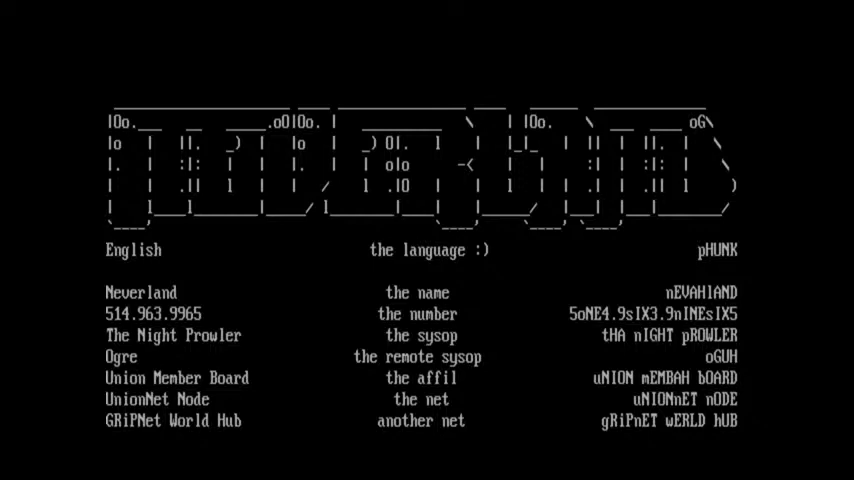 NEVERLAND
oG
English the language :) pHUNK
Neverland the name nEVAHlAND
514.963.9965 the number 5oNE4.9sIX3.9nINEsIX5
The Night Prowler the sysop tHA nIGHT pROWLER
Ogre the remote sysop oGUH
Union Member Board the affil uNION mEMBAH bOARD
UnionNet Node the net uNIONnET nODE
GRiPNet World Hub another net gRiPnET wERLD hUB